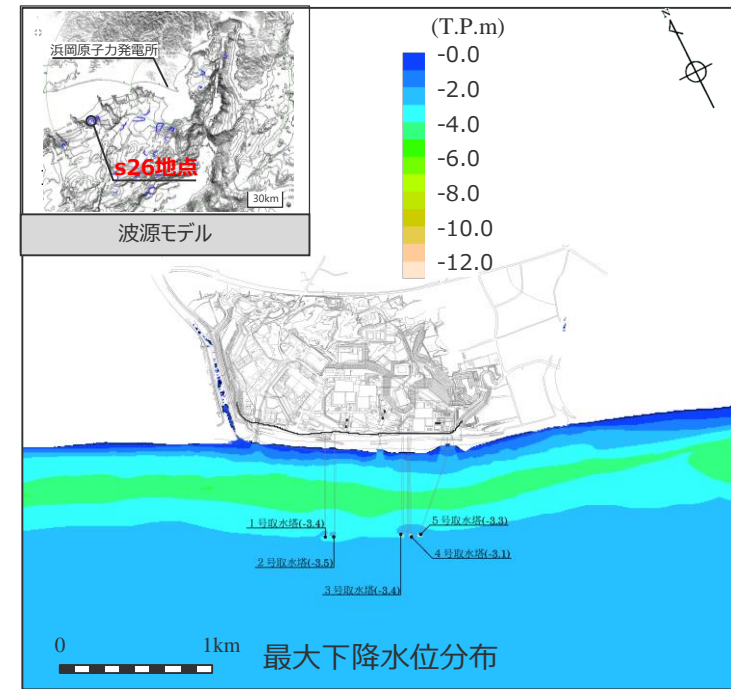 浜岡原子力発電所
s26地点
30km
波源モデル
(T.P.m)
-0.0
-2.0
-4.0
-6.0
-8.0
-10.0
-12.0
N
1号取水塔(-3.4)
2号取水塔(-3.5)
3号取水塔(-3.4)
4号取水塔(-3.1)
5号取水塔(-3.3)
0 1km
最大下降水位分布